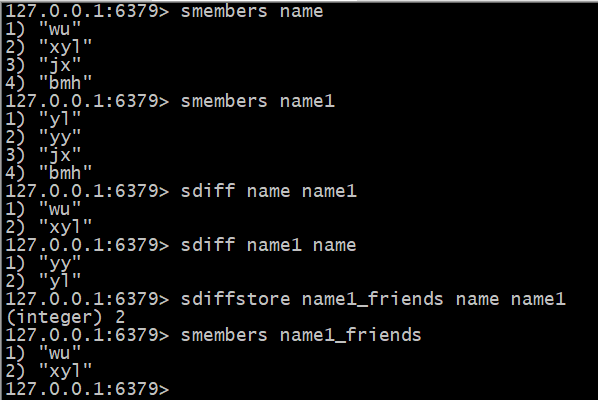 127.0.0.1:6379> smembers name
1) "wu"
2) "xyl"
3) "jx"
4) "bmh"
127.0.0.1:6379> smembers name1
1) "yl"
2) "yy"
3) "jx"
4) "bmh"
127.0.0.1:6379> sdiff name name1
1) "wu"
2) "xyl"
127.0.0.1:6379> sdiff name1 name
1) "yy"
2) "yl"
127.0.0.1:6379> sdiffstore name1_friends name name1
(integer) 2
127.0.0.1:6379> smembers name1_friends
1) "wu"
2) "xyl"
127.0.0.1:6379>